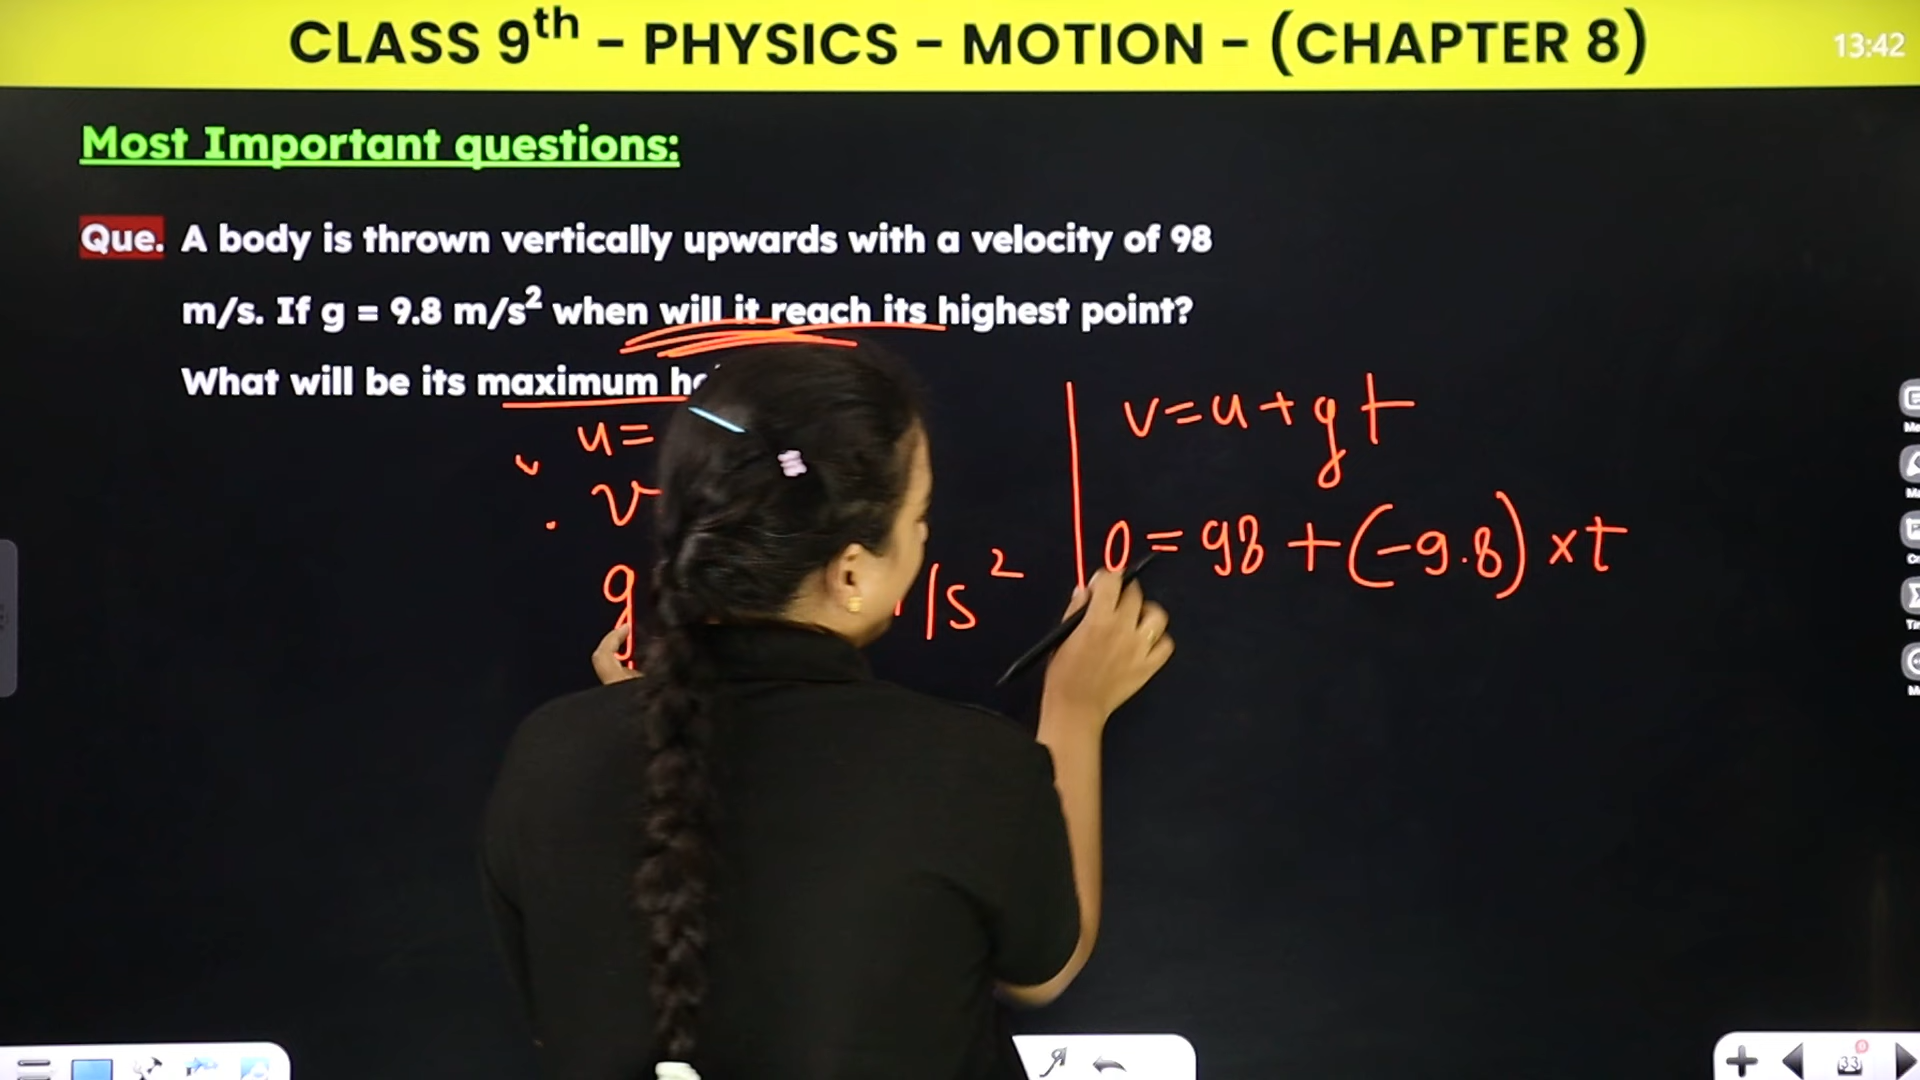 CLASS 9th - PHYSICS - MOTION - (CHAPTER 8)
13:42
Most Important questions:
Que. A body is thrown vertically upwards with a velocity of 98
m/s. If g = 9.8 m/s² when will it reach its highest point?
What will be its maximum
u=
v
g /s²
v=u+gt
0=98+(-9.8)×t
33